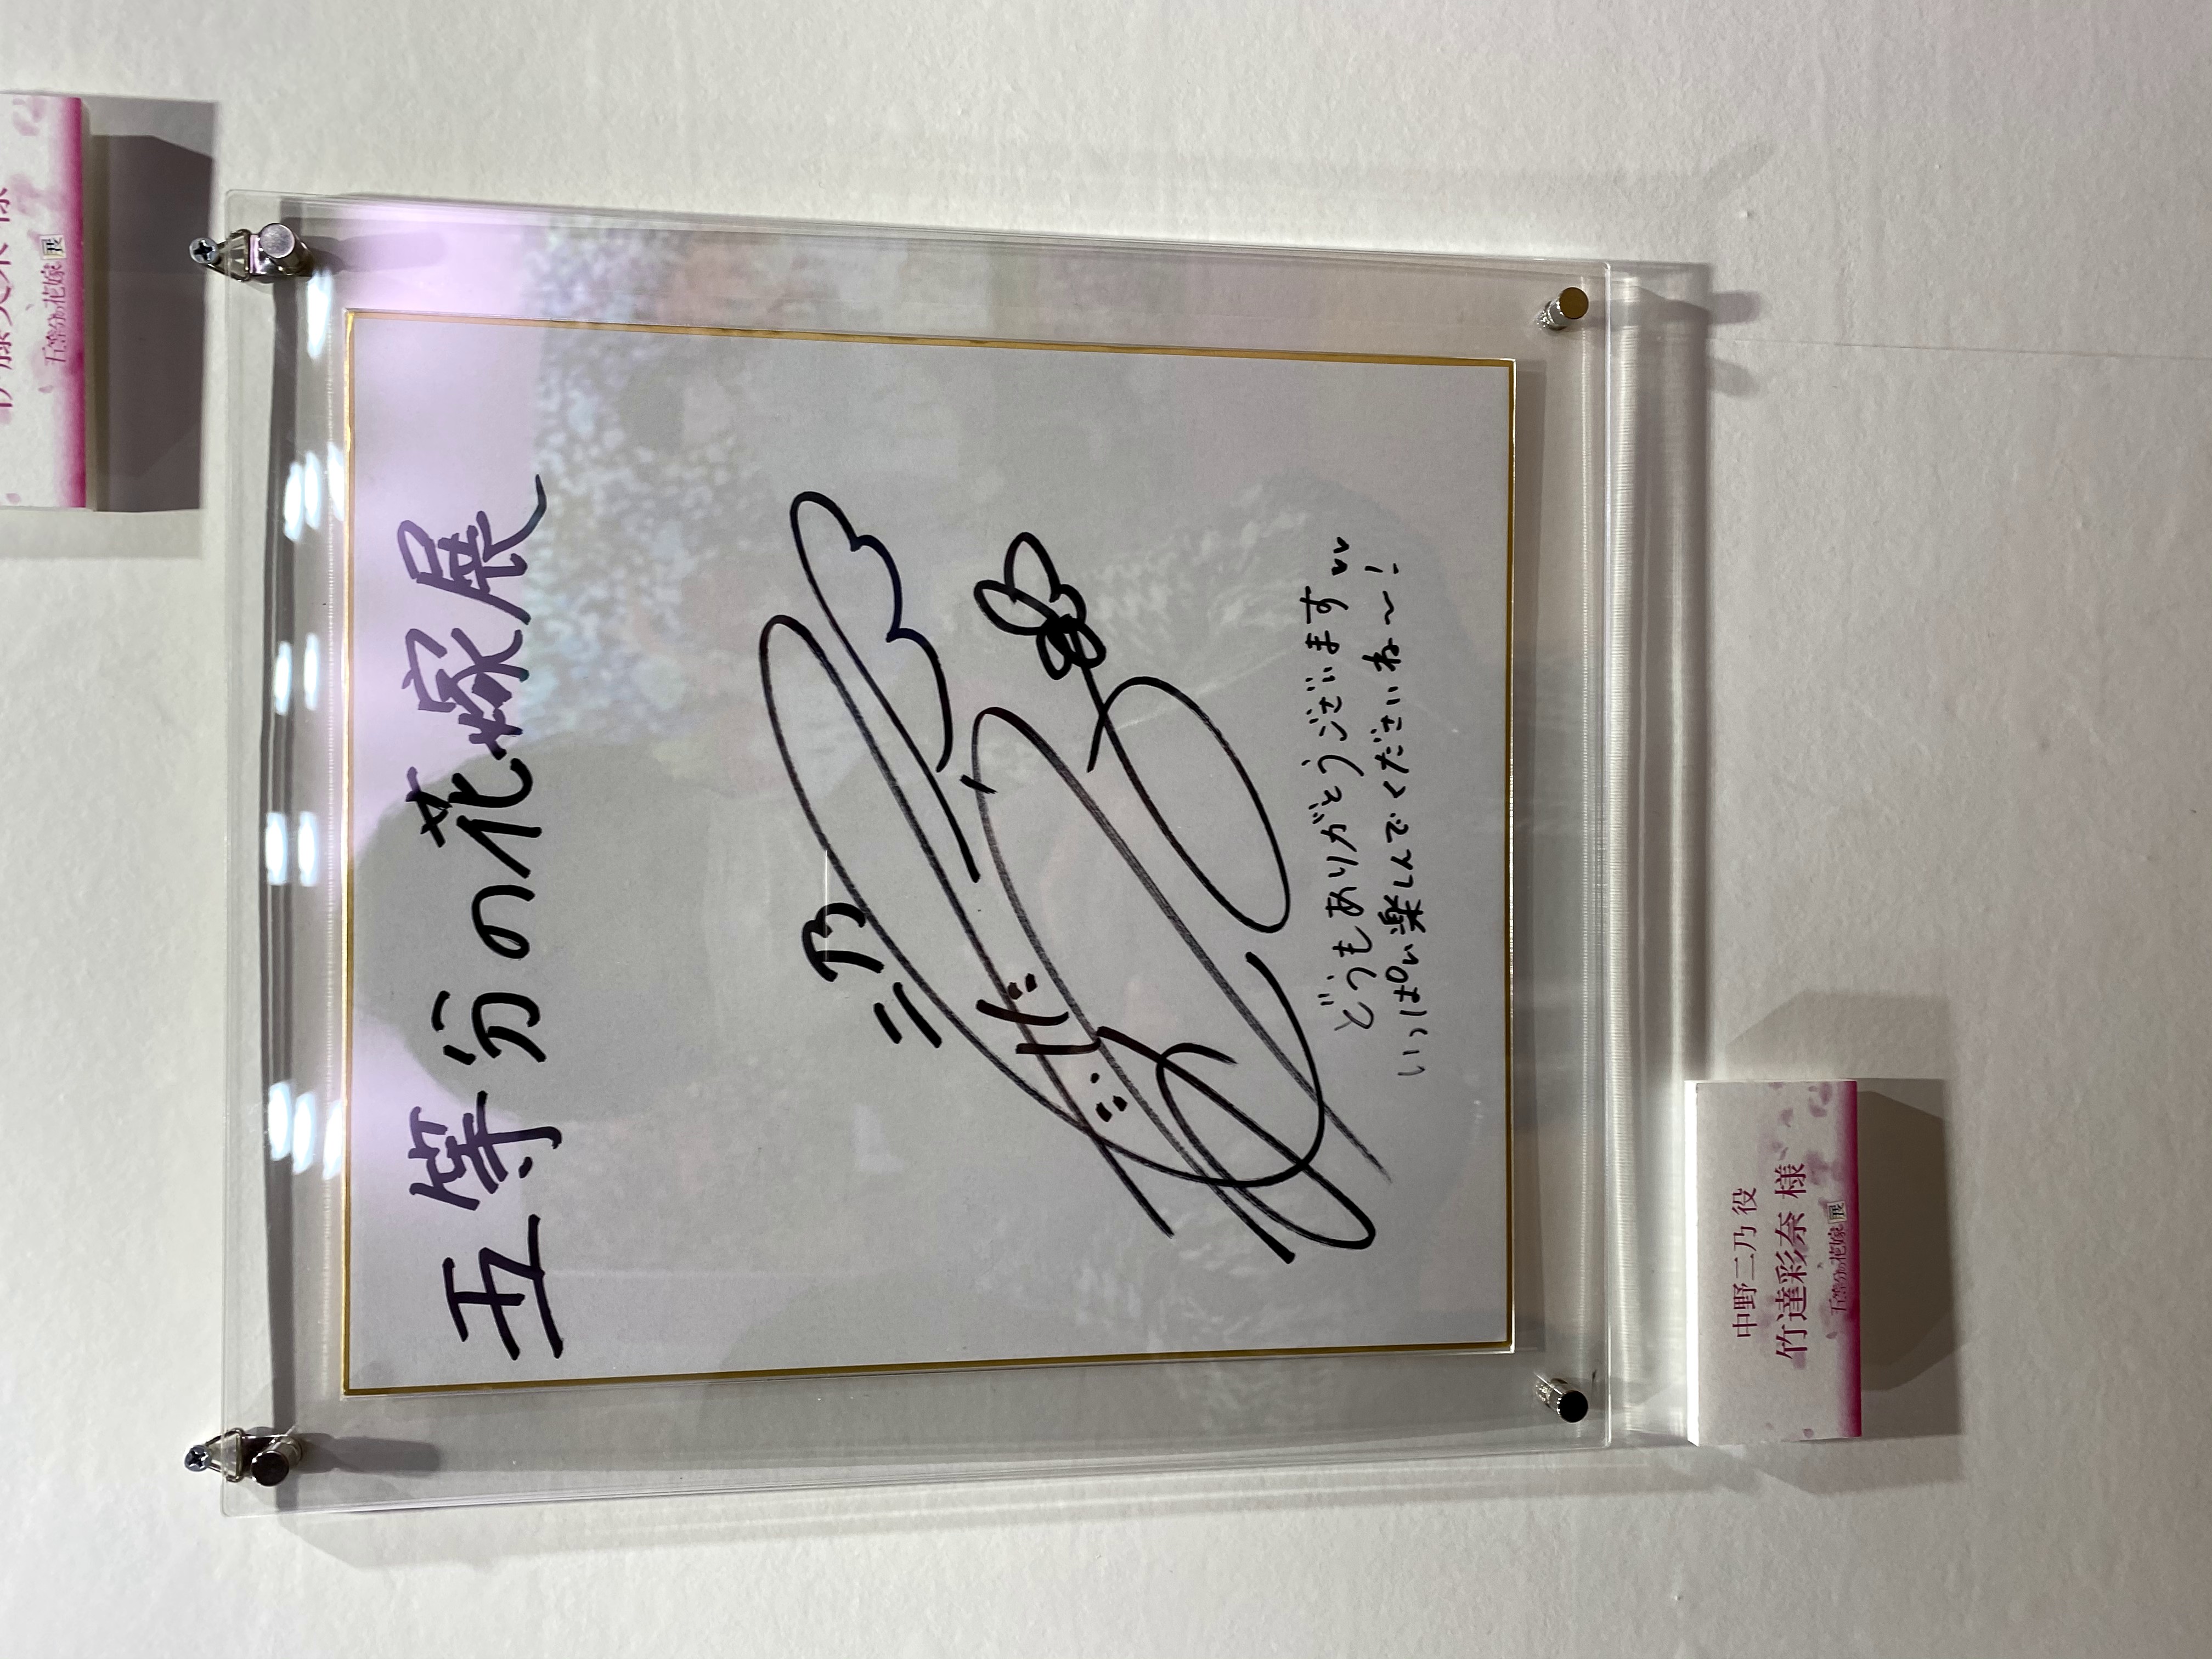 五等分の花嫁展
五等分の花嫁展
二乃
だ
どうもありがとうございます
いっぱい楽しんでくださいね〜！
中野二乃 役
竹達彩奈 様
五等分の花嫁展